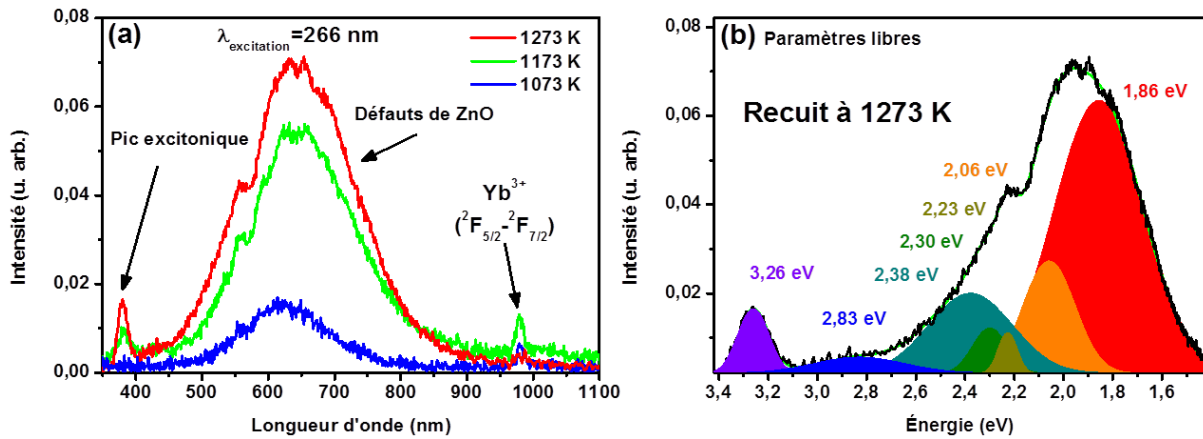 (a)
λexcitation =266 nm
1273 K
1173 K
1073 K
Pic excitonique
Défauts de ZnO
Yb3+
(2F5/2-2F7/2)
0,08
0,06
0,04
0,02
0,00
400 500 600 700 800 900 1000 1100
Intensité (u. arb.)
Longueur d'onde (nm)
(b) Paramètres libres
Recuit à 1273 K
1,86 eV
2,06 eV
2,23 eV
2,30 eV
2,38 eV
3,26 eV
2,83 eV
0,08
0,06
0,04
0,02
3,4 3,2 3,0 2,8 2,6 2,4 2,2 2,0 1,8 1,6
Intensité (u. arb.)
Énergie (eV)